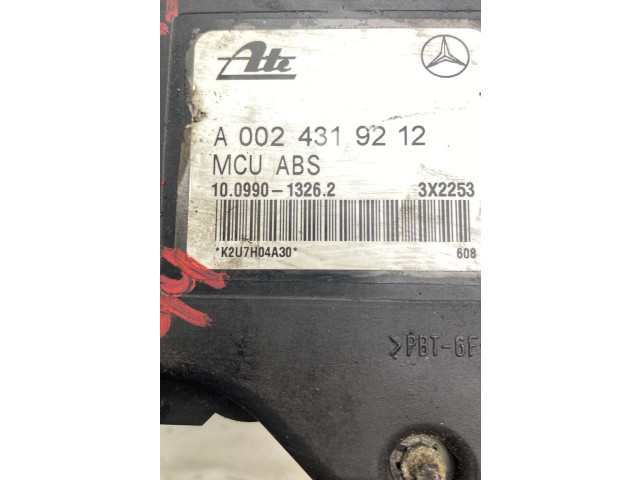 Ate
A 002 431 92 12
MCU ABS
10.0990-1326.2 3X2253
*K2U7H04A30* 608
>PBT-GF